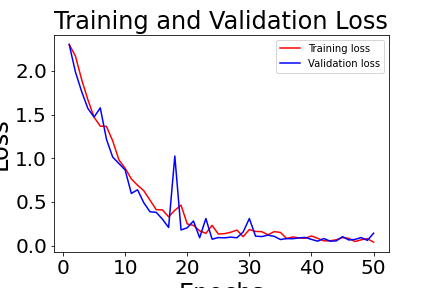 Training and Validation Loss
Training loss
Validation loss
2.0
1.5
1.0
0.5
0.0
Loss
0 10 20 30 40 50
Epochs